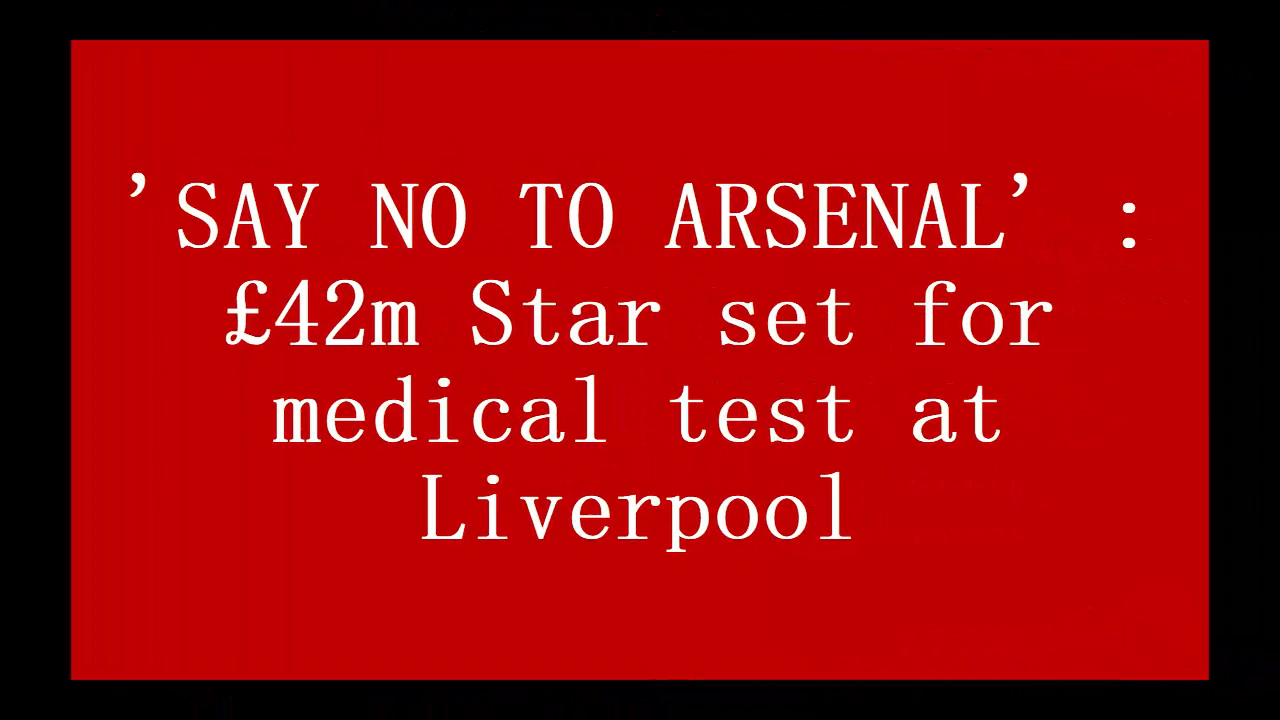 ’SAY NO TO ARSENAL’ :
£42m Star set for
medical test at
Liverpool